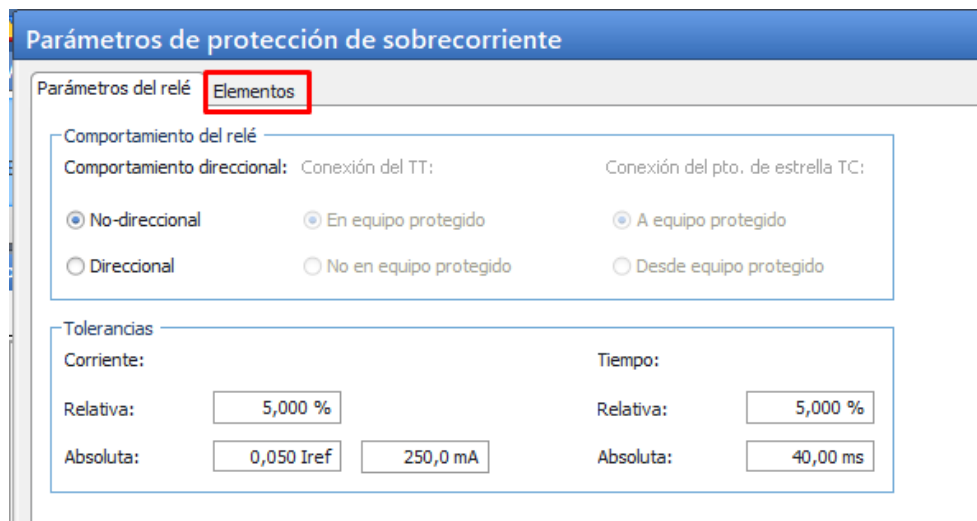 Parámetros de protección de sobrecorriente
Parámetros del relé Elementos
Comportamiento del relé
Comportamiento direccional: Conexión del TT: Conexión del pto. de estrella TC:
No-direccional En equipo protegido A equipo protegido
Direccional No en equipo protegido Desde equipo protegido
Tolerancias
Corriente: Tiempo:
Relativa: 5,000 % Relativa: 5,000 %
Absoluta: 0,050 Iref 250,0 mA Absoluta: 40,00 ms